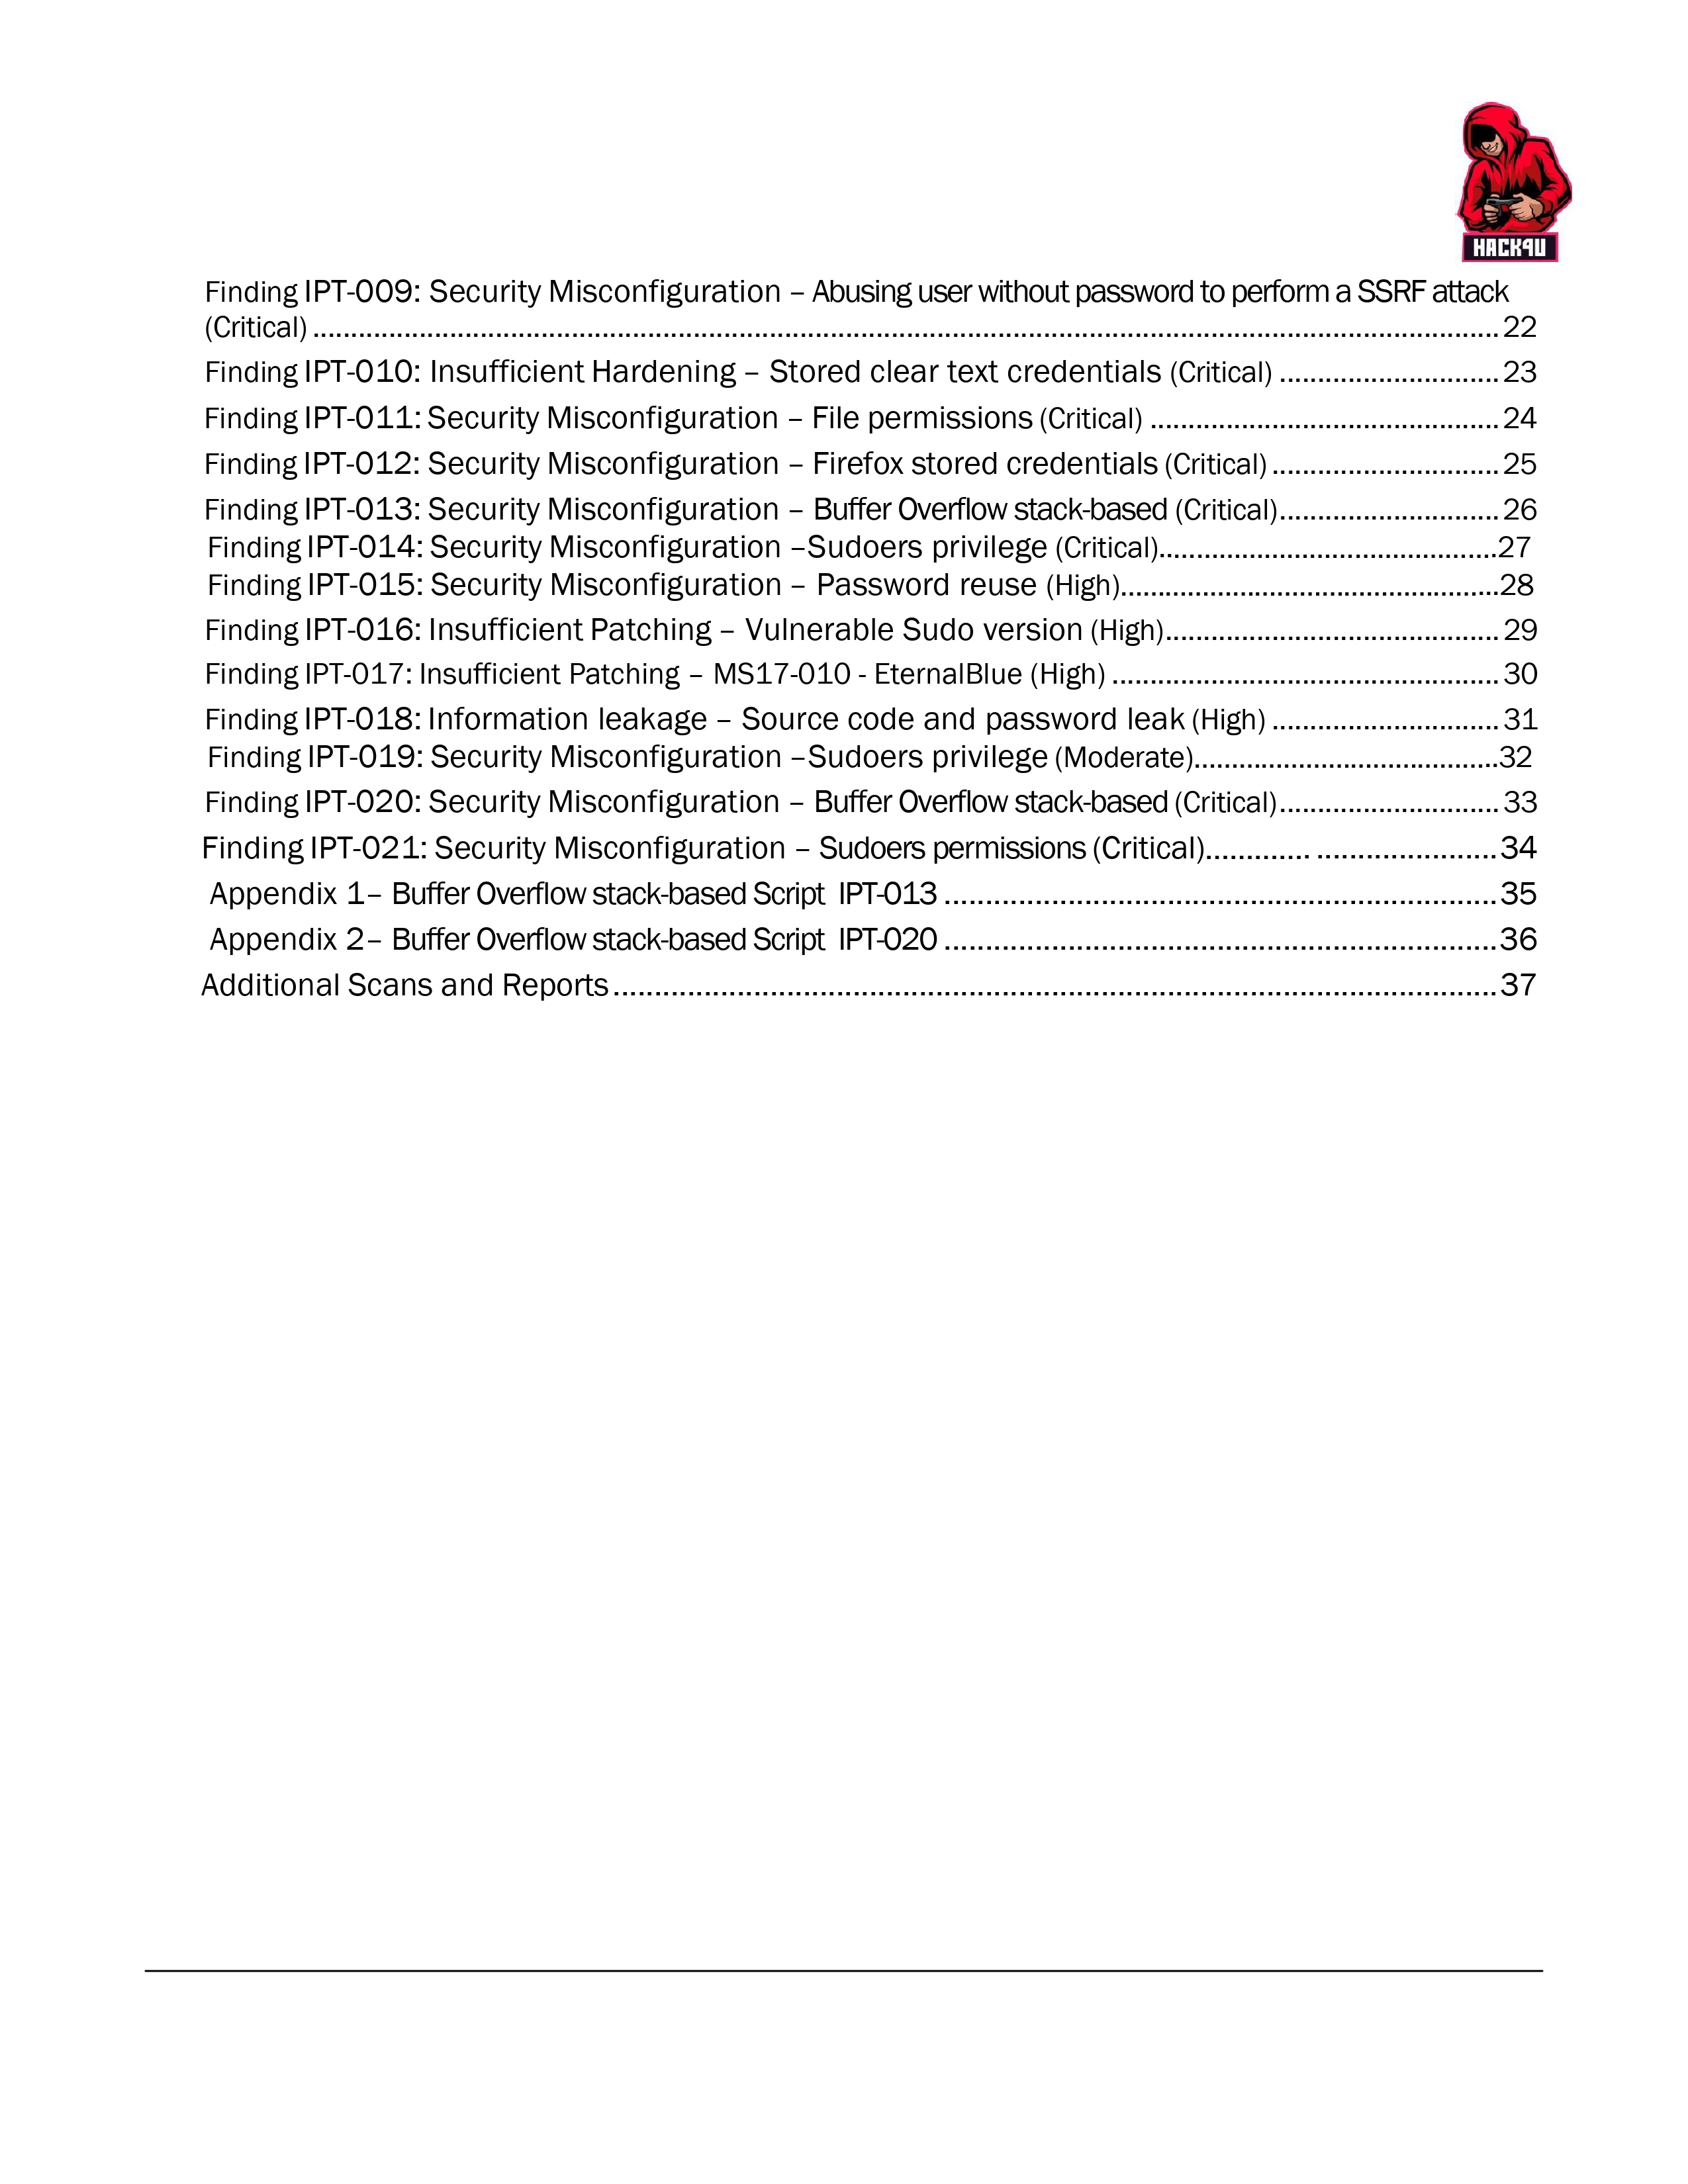 HACK4U
Finding IPT-009: Security Misconfiguration – Abusing user without password to perform a SSRF attack
(Critical) ........................................................................................................................................................ 22
Finding IPT-010: Insufficient Hardening – Stored clear text credentials (Critical) ............................ 23
Finding IPT-011: Security Misconfiguration – File permissions (Critical) ............................................. 24
Finding IPT-012: Security Misconfiguration – Firefox stored credentials (Critical) ............................. 25
Finding IPT-013: Security Misconfiguration – Buffer Overflow stack-based (Critical)............................ 26
Finding IPT-014: Security Misconfiguration –Sudoers privilege (Critical)............................................27
Finding IPT-015: Security Misconfiguration – Password reuse (High).................................................28
Finding IPT-016: Insufficient Patching – Vulnerable Sudo version (High)........................................... 29
Finding IPT-017: Insufficient Patching – MS17-010 - EternalBlue (High) .................................................. 30
Finding IPT-018: Information leakage – Source code and password leak (High) ............................. 31
Finding IPT-019: Security Misconfiguration –Sudoers privilege (Moderate).......................................32
Finding IPT-020: Security Misconfiguration – Buffer Overflow stack-based (Critical)............................ 33
Finding IPT-021: Security Misconfiguration – Sudoers permissions (Critical)............. ...................... 34
Appendix 1– Buffer Overflow stack-based Script IPT-013 .................................................................. 35
Appendix 2– Buffer Overflow stack-based Script IPT-020 .................................................................. 36
Additional Scans and Reports .......................................................................................................... 37